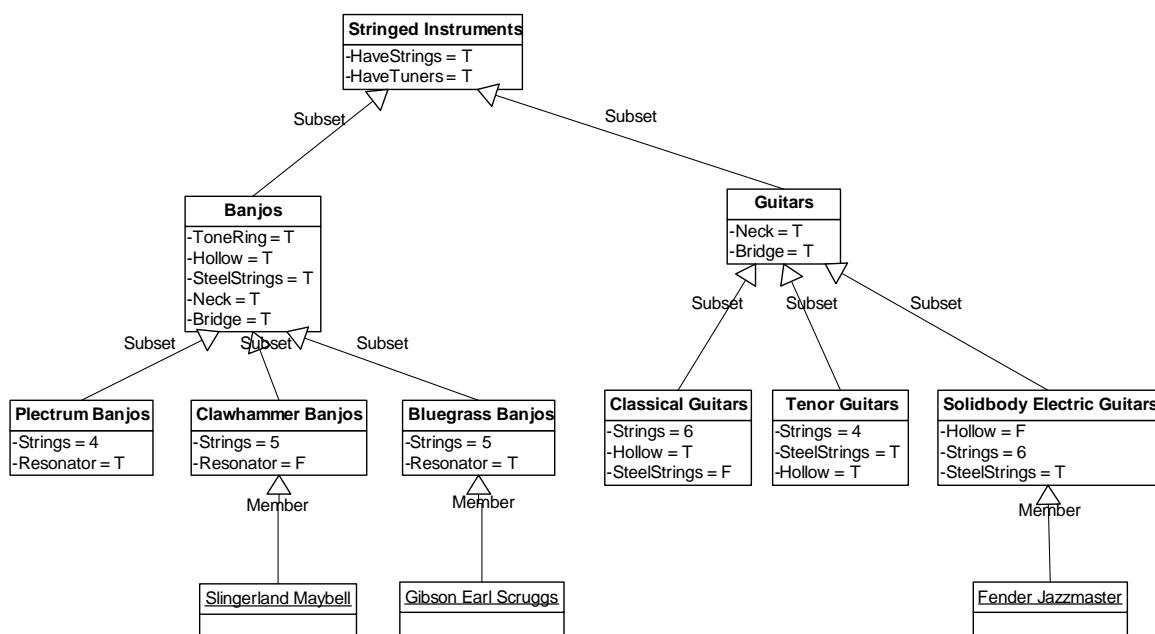 Stringed Instruments
-HaveStrings = T
-HaveTuners = T
Subset
Subset
Banjos
-ToneRing = T
-Hollow = T
-SteelStrings = T
-Neck = T
-Bridge = T
Guitars
-Neck = T
-Bridge = T
Subset
Subset
Subset
Subset
Subset
Subset
Plectrum Banjos
-Strings = 4
-Resonator = T
Clawhammer Banjos
-Strings = 5
-Resonator = F
Bluegrass Banjos
-Strings = 5
-Resonator = T
Classical Guitars
-Strings = 6
-Hollow = T
-SteelStrings = F
Tenor Guitars
-Strings = 4
-SteelStrings = T
-Hollow = T
Solidbody Electric Guitars
-Hollow = F
-Strings = 6
-SteelStrings = T
Member
Member
Member
Slingerland Maybell
Gibson Earl Scruggs
Fender Jazzmaster